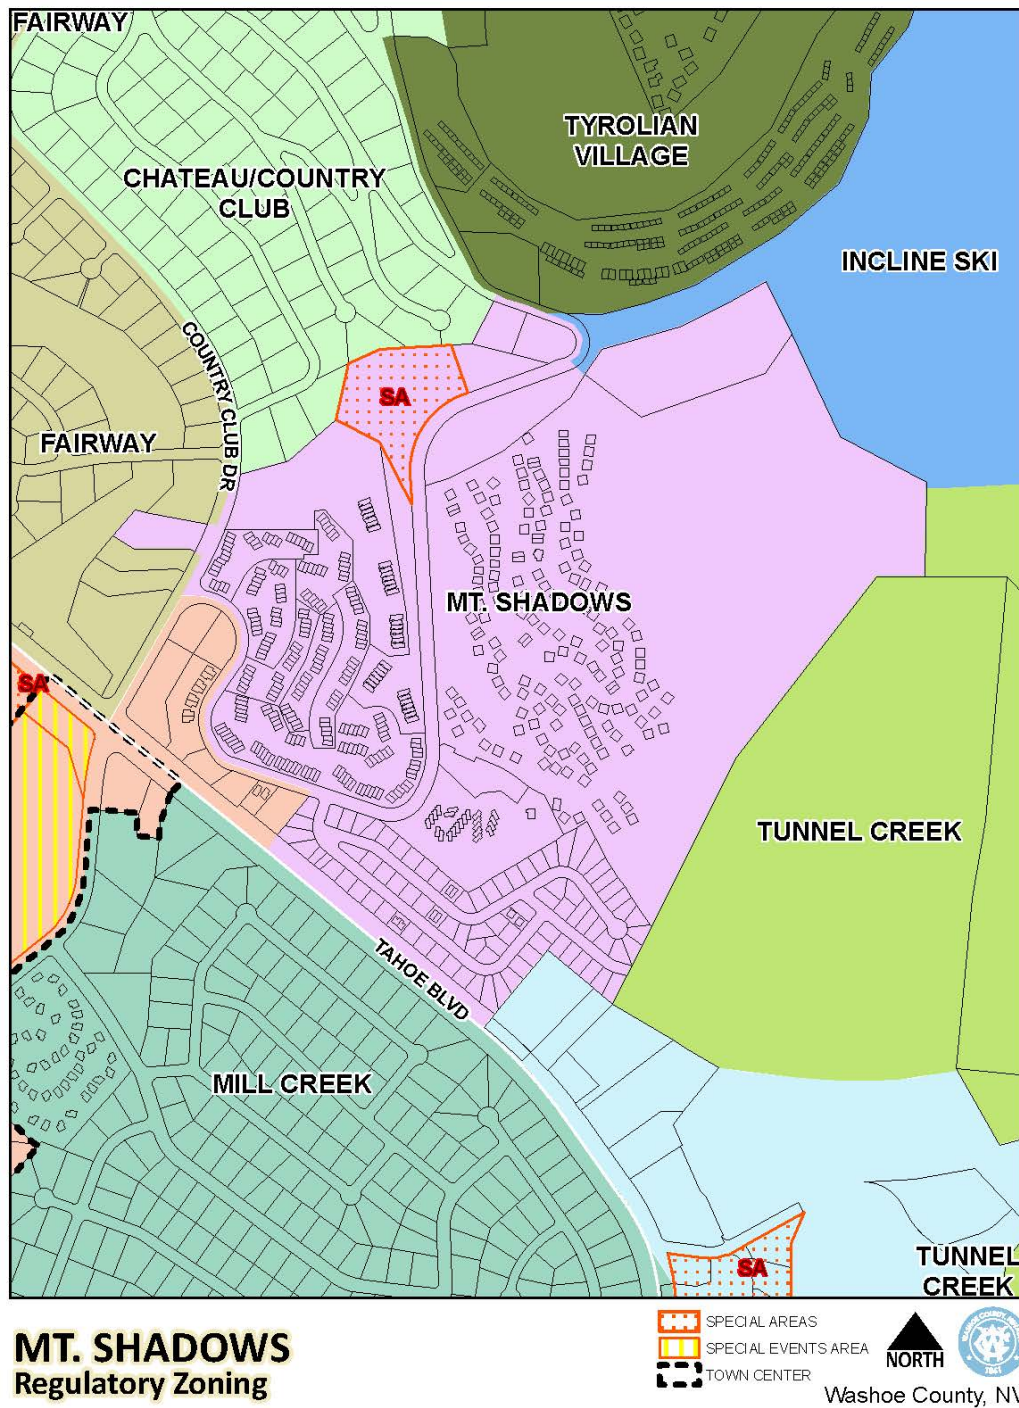 FAIRWAY
TYROLIAN
VILLAGE
CHATEAU/COUNTRY
CLUB
INCLINE SKI
COUNTRY CLUB DR
SA
FAIRWAY
MT. SHADOWS
SA
TUNNEL CREEK
TAHOE BLVD
MILL CREEK
TUNNEL
CREEK
SA
MT. SHADOWS
Regulatory Zoning
SPECIAL AREAS
SPECIAL EVENTS AREA
TOWN CENTER
NORTH
1861
Washoe County, NV